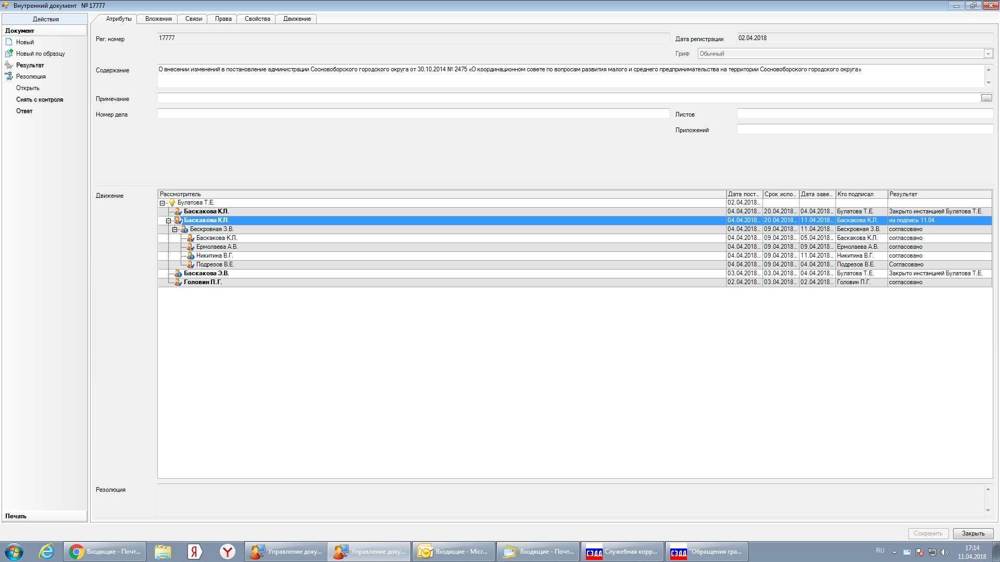 Внутренний документ № 17777
Действия
Документ
Новый
Новый по образцу
Результат
Резолюция
Открыть
Снять с контроля
Ответ
Печать
Атрибуты Вложения Связи Права Свойства Движение
Рег. номер 17777 Дата регистрации 02.04.2018
Гриф Обычный
Содержание О внесении изменений в постановление администрации Сосновоборского городского округа от 30.10.2014 № 2475 «О координационном совете по вопросам развития малого и среднего предпринимательства на территории Сосновоборского городского округа»
Примечание ...
Номер дела Листов
Приложений
Движение
Рассмотритель Дата пост... Срок испо... Дата заве... Кто подписал Результат
Булатова Т.Е. 02.04.2018...
Баскакова К.Л. 04.04.2018... 20.04.2018... 04.04.2018... Булатова Т.Е. Закрыто инстанцией Булатова Т.Е.
Баскакова К.Л. 04.04.2018... 20.04.2018... 11.04.2018... Баскакова К.Л. на подпись 11.04.
Бескровная З.В. 04.04.2018... 09.04.2018... 11.04.2018... Бескровная З.В. согласовано
Баскакова К.Л. 04.04.2018... 09.04.2018... 05.04.2018... Баскакова К.Л. согласовано
Ермолаева А.В. 04.04.2018... 09.04.2018... 09.04.2018... Ермолаева А.В. согласовано
Никитина В.Г. 04.04.2018... 09.04.2018... 11.04.2018... Никитина В.Г. согласовано
Подрезов В.Е. 04.04.2018... 09.04.2018... 09.04.2018... Подрезов В.Е. Согласовано
Баскакова Э.В. 03.04.2018... 03.04.2018... 04.04.2018... Булатова Т.Е. Закрыто инстанцией Булатова Т.Е.
Головин П.Г. 02.04.2018... 03.04.2018... 02.04.2018... Головин П.Г. согласовано
Резолюция
Сохранить Закрыть
Входящие - Почт... Я Y Управление доку... Управление доку... Входящие - Micr... Входящие - Почт... СЭДД Служебная корр... СЭДД "Обращения гра... RU 17:14
11.04.2018